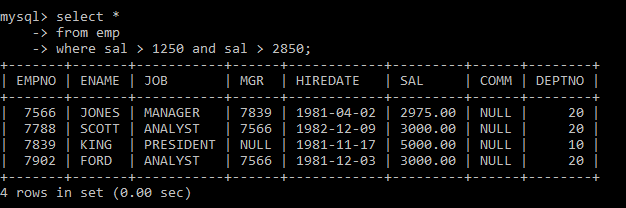 mysql> select *
    -> from emp
    -> where sal > 1250 and sal > 2850;
+-------+-------+-----------+------+------------+---------+------+--------+
| EMPNO | ENAME | JOB       | MGR  | HIREDATE   | SAL     | COMM | DEPTNO |
+-------+-------+-----------+------+------------+---------+------+--------+
|  7566 | JONES | MANAGER   | 7839 | 1981-04-02 | 2975.00 | NULL |     20 |
|  7788 | SCOTT | ANALYST   | 7566 | 1982-12-09 | 3000.00 | NULL |     20 |
|  7839 | KING  | PRESIDENT | NULL | 1981-11-17 | 5000.00 | NULL |     10 |
|  7902 | FORD  | ANALYST   | 7566 | 1981-12-03 | 3000.00 | NULL |     20 |
+-------+-------+-----------+------+------------+---------+------+--------+
4 rows in set (0.00 sec)